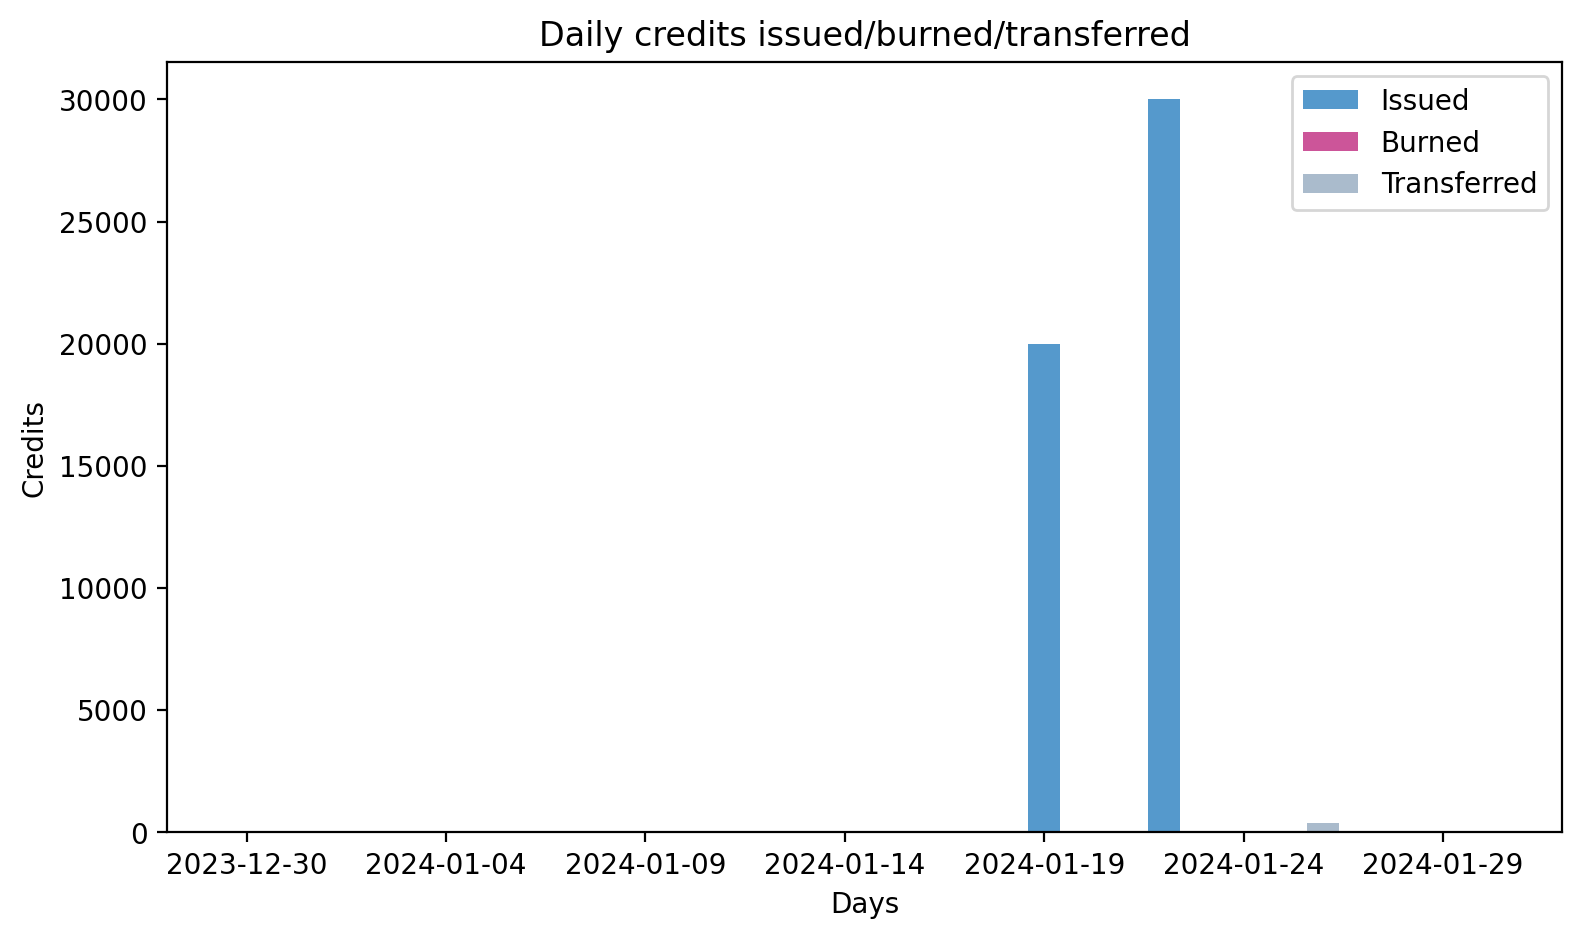 Daily credits issued/burned/transferred
30000
25000
20000
15000
10000
5000
0
Credits
Issued
Burned
Transferred
2023-12-30 2024-01-04 2024-01-09 2024-01-14 2024-01-19 2024-01-24 2024-01-29
Days